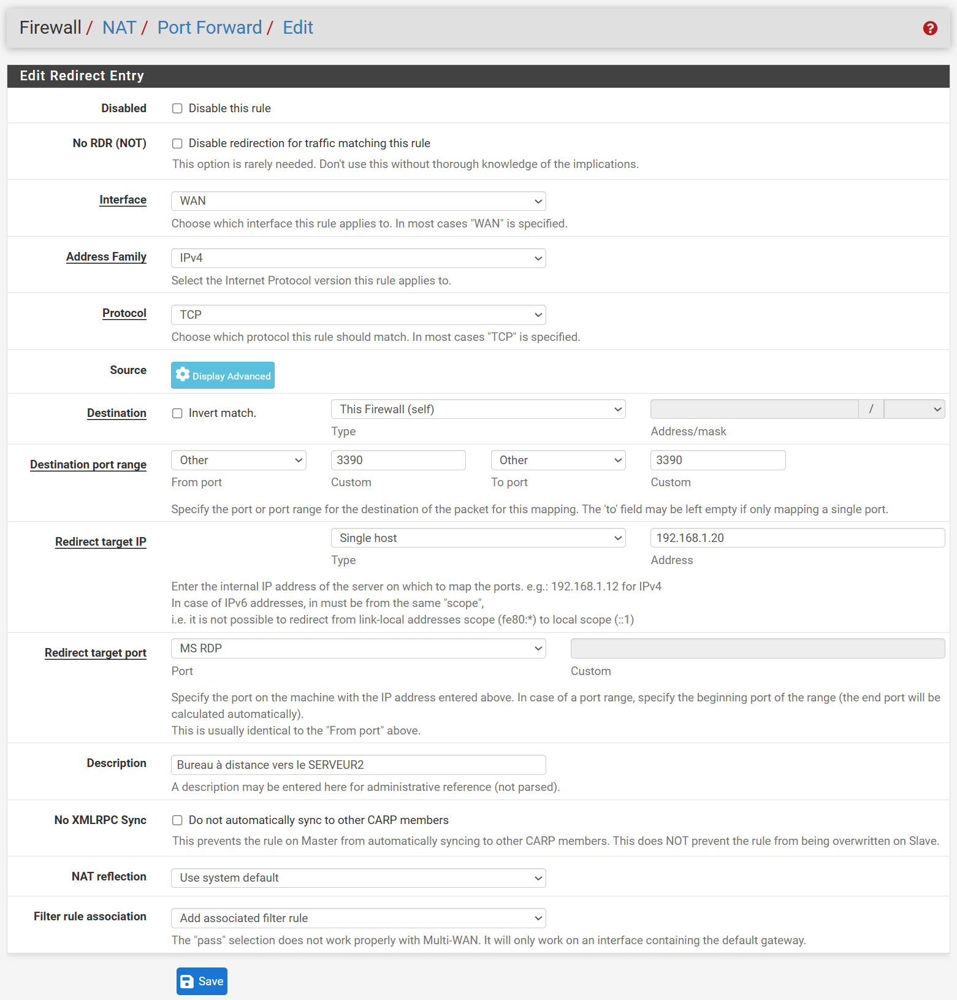 Firewall / NAT / Port Forward / Edit
Edit Redirect Entry
Disabled Disable this rule
No RDR (NOT) Disable redirection for traffic matching this rule
This option is rarely needed. Don't use this without thorough knowledge of the implications.
Interface WAN
Choose which interface this rule applies to. In most cases "WAN" is specified.
Address Family IPv4
Select the Internet Protocol version this rule applies to.
Protocol TCP
Choose which protocol this rule should match. In most cases "TCP" is specified.
Source Display Advanced
Destination Invert match. This Firewall (self) /
Type Address/mask
Destination port range Other 3390 Other 3390
From port Custom To port Custom
Specify the port or port range for the destination of the packet for this mapping. The 'to' field may be left empty if only mapping a single port.
Redirect target IP Single host 192.168.1.20
Type Address
Enter the internal IP address of the server on which to map the ports. e.g.: 192.168.1.12 for IPv4
In case of IPv6 addresses, in must be from the same "scope",
i.e. it is not possible to redirect from link-local addresses scope (fe80:*) to local scope (::1)
Redirect target port MS RDP
Port Custom
Specify the port on the machine with the IP address entered above. In case of a port range, specify the beginning port of the range (the end port will be
calculated automatically).
This is usually identical to the "From port" above.
Description Bureau à distance vers le SERVEUR2
A description may be entered here for administrative reference (not parsed).
No XMLRPC Sync Do not automatically sync to other CARP members
This prevents the rule on Master from automatically syncing to other CARP members. This does NOT prevent the rule from being overwritten on Slave.
NAT reflection Use system default
Filter rule association Add associated filter rule
The "pass" selection does not work properly with Multi-WAN. It will only work on an interface containing the default gateway.
Save